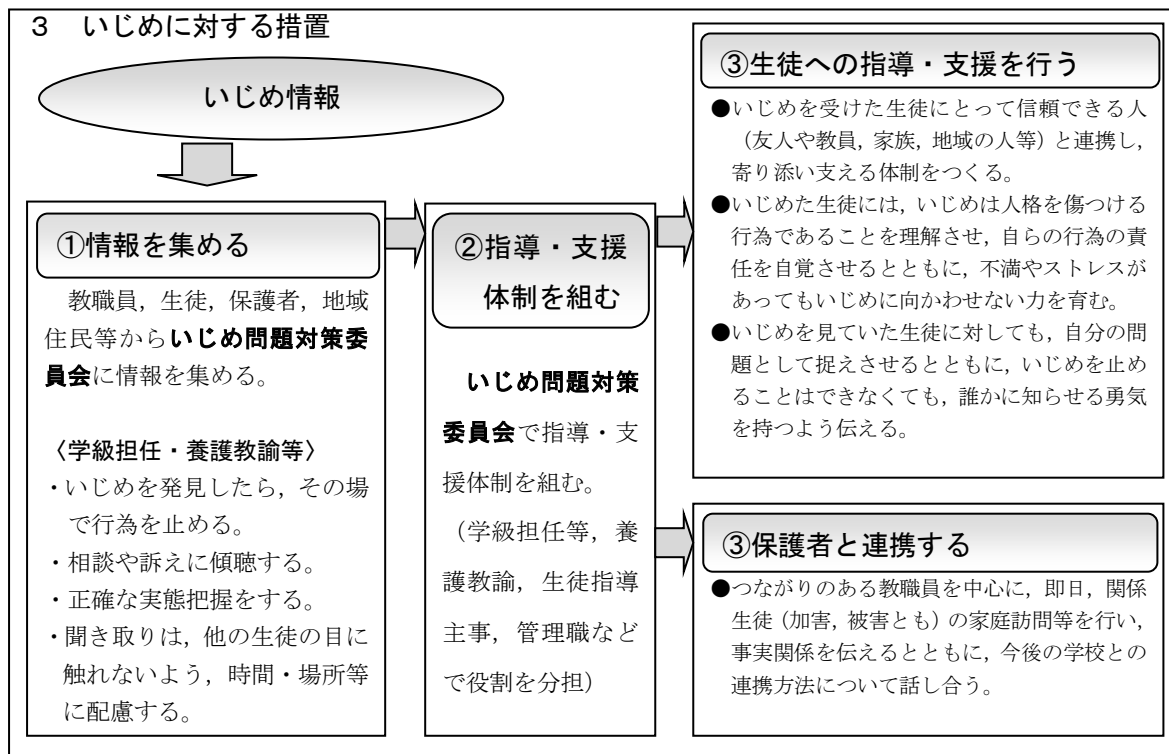 ３　いじめに対する措置
いじめ情報
①情報を集める
教職員，生徒，保護者，地域
住民等からいじめ問題対策委
員会に情報を集める。
〈学級担任・養護教諭等〉
・いじめを発見したら，その場
で行為を止める。
・相談や訴えに傾聴する。
・正確な実態把握をする。
・聞き取りは，他の生徒の目に
触れないよう，時間・場所等
に配慮する。
②指導・支援
体制を組む
いじめ問題対策
委員会で指導・支
援体制を組む。
（学級担任等，養
護教諭，生徒指導
主事，管理職など
で役割を分担）
③生徒への指導・支援を行う
●いじめを受けた生徒にとって信頼できる人
（友人や教員，家族，地域の人等）と連携し，
寄り添い支える体制をつくる。
●いじめた生徒には，いじめは人格を傷つける
行為であることを理解させ，自らの行為の責
任を自覚させるとともに，不満やストレスが
あってもいじめに向かわせない力を育む。
●いじめを見ていた生徒に対しても，自分の問
題として捉えさせるとともに，いじめを止め
ることはできなくても，誰かに知らせる勇気
を持つよう伝える。
③保護者と連携する
●つながりのある教職員を中心に，即日，関係
生徒（加害，被害とも）の家庭訪問等を行い，
事実関係を伝えるとともに，今後の学校との
連携方法について話し合う。